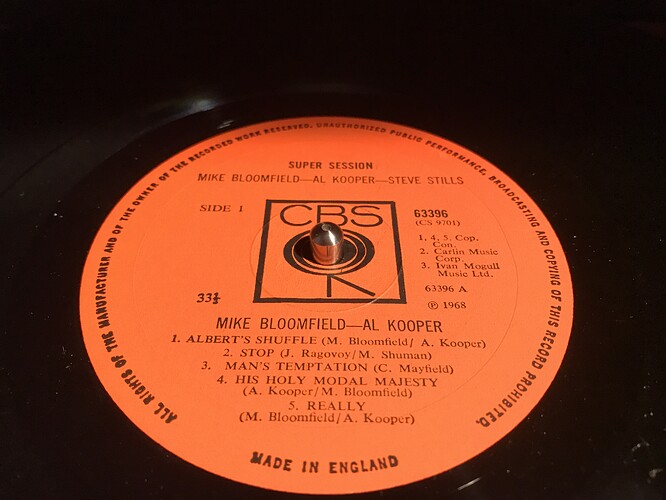 ALL RIGHTS OF THE MANUFACTURER AND OF THE OWNER OF THE RECORDED WORK RESERVED. UNAUTHORIZED PUBLIC PERFORMANCE, BROADCASTING AND COPYING OF THIS RECORD PROHIBITED.
SUPER SESSION
MIKE BLOOMFIELD—AL KOOPER—STEVE STILLS
SIDE 1
CBS
63396
(CS 9701)
1, 4, 5. Cop. Con.
2. Carlin Music Corp.
3. Ivan Mogull Music Ltd.
63396 A
33⅓
℗ 1968
MIKE BLOOMFIELD—AL KOOPER
1. ALBERT'S SHUFFLE (M. Bloomfield/ A. Kooper)
2. STOP (J. Ragovoy/M. Shuman)
3. MAN'S TEMPTATION (C. Mayfield)
4. HIS HOLY MODAL MAJESTY
(A. Kooper/M. Bloomfield)
5. REALLY
(M. Bloomfield/A. Kooper)
MADE IN ENGLAND